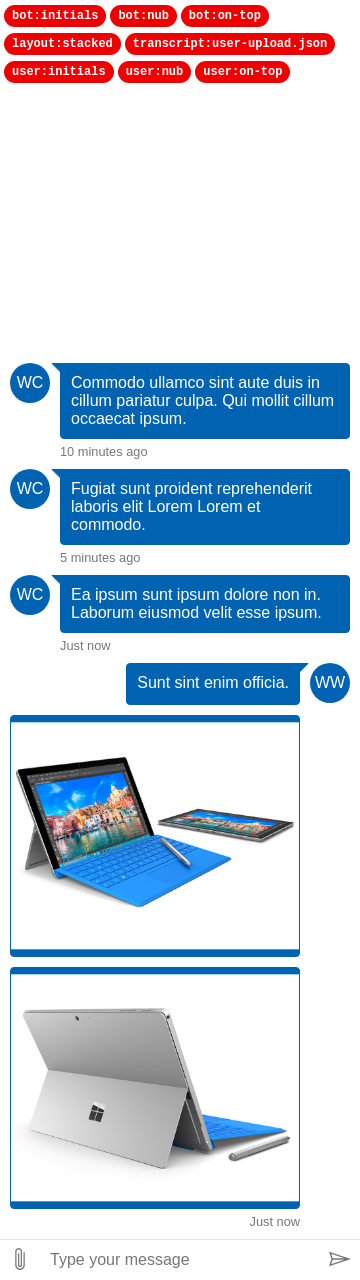 bot:initials bot:nub bot:on-top
layout:stacked transcript:user-upload.json
user:initials user:nub user:on-top
WC
Commodo ullamco sint aute duis in
cillum pariatur culpa. Qui mollit cillum
occaecat ipsum.
10 minutes ago
WC
Fugiat sunt proident reprehenderit
laboris elit Lorem Lorem et
commodo.
5 minutes ago
WC
Ea ipsum sunt ipsum dolore non in.
Laborum eiusmod velit esse ipsum.
Just now
Sunt sint enim officia.
WW
Just now
Type your message